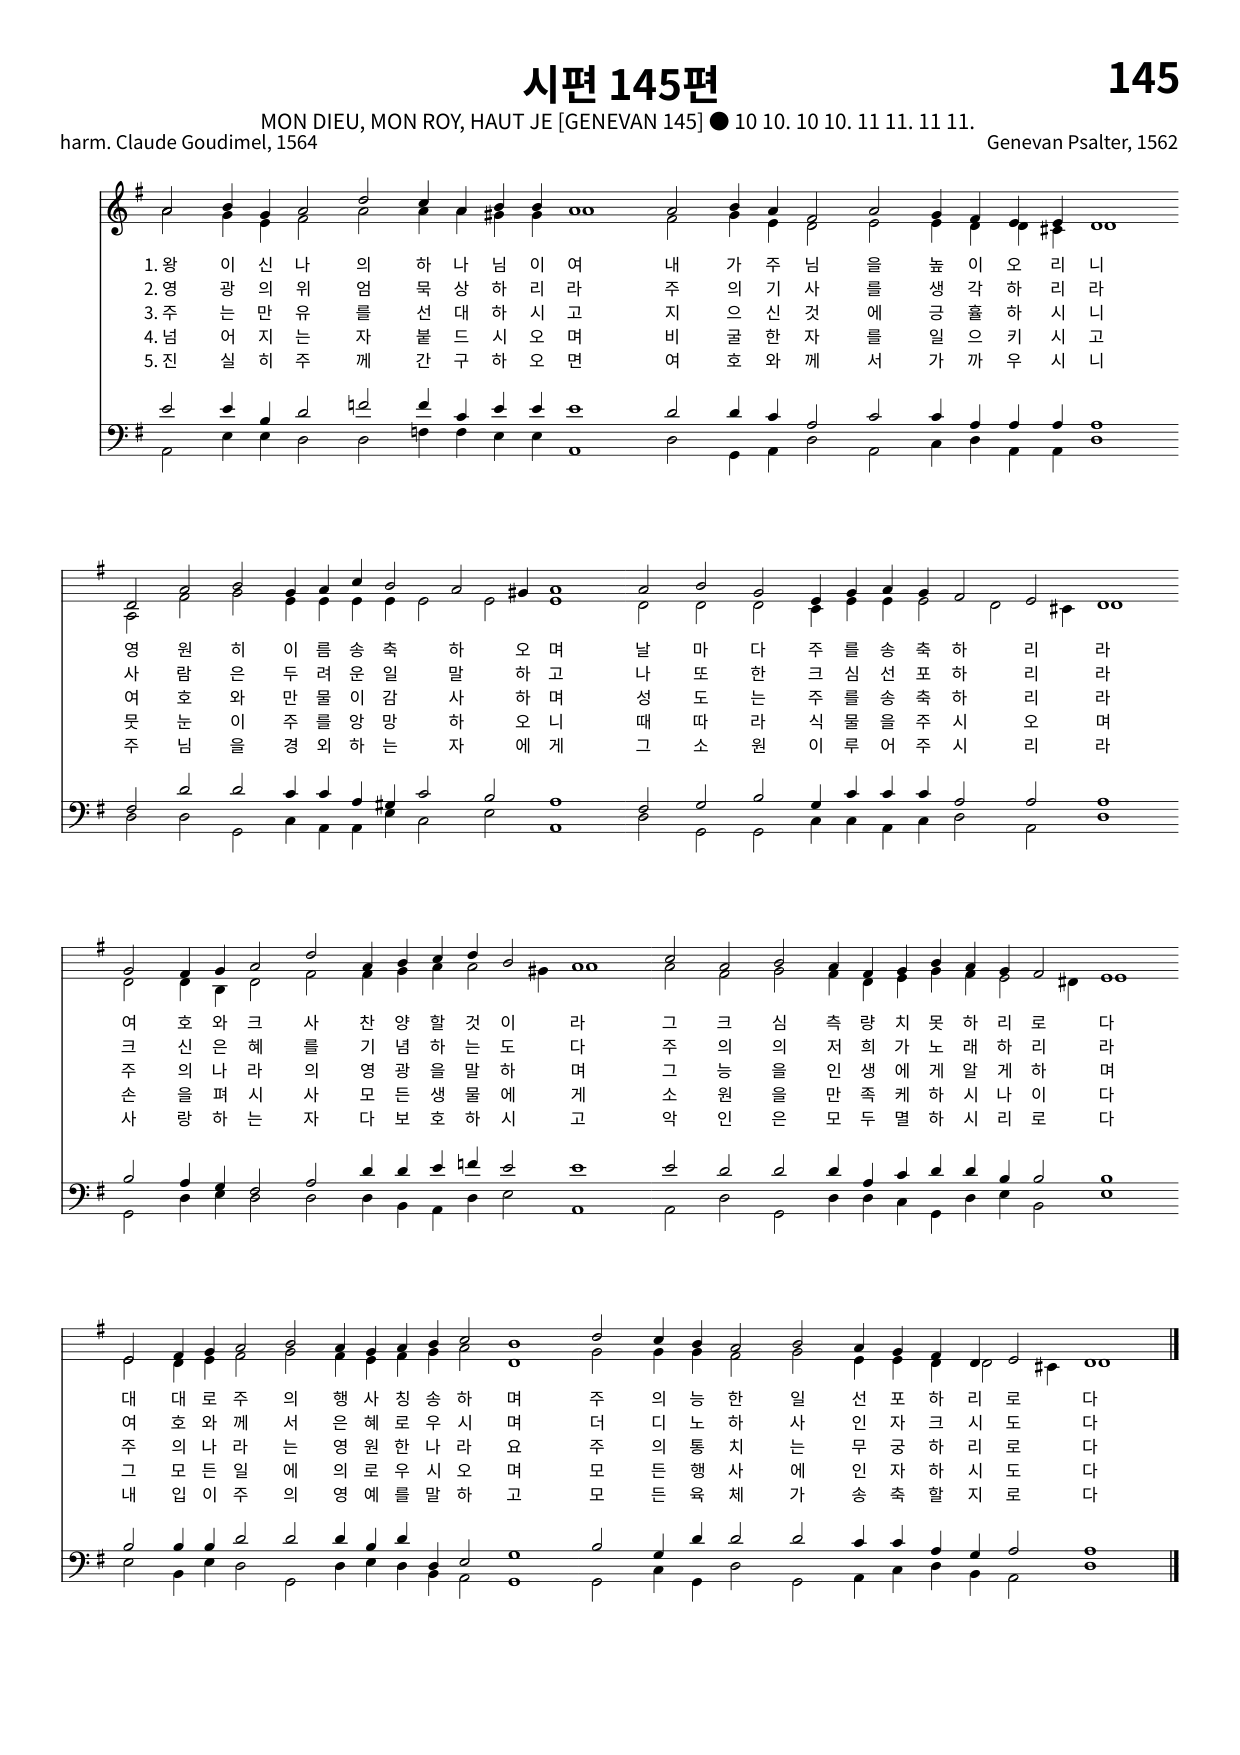 시편 145편
145
MON DIEU, MON ROY, HAUT JE [GENEVAN 145] ● 10 10. 10 10. 11 11. 11 11.
harm. Claude Goudimel, 1564
Genevan Psalter, 1562
1. 왕 이 신 나 의 하 나 님 이 여 내 가 주 님 을 높 이 오 리 니
2. 영 광 의 위 엄 묵 상 하 리 라 주 의 기 사 를 생 각 하 리 라
3. 주 는 만 유 를 선 대 하 시 고 지 으 신 것 에 긍 휼 하 시 니
4. 넘 어 지 는 자 붙 드 시 오 며 비 굴 한 자 를 일 으 키 시 고
5. 진 실 히 주 께 간 구 하 오 면 여 호 와 께 서 가 까 우 시 니
영 원 히 이 름 송 축 하 오 며 날 마 다 주 를 송 축 하 리 라
사 람 은 두 려 운 일 말 하 고 나 또 한 크 심 선 포 하 리 라
여 호 와 만 물 이 감 사 하 며 성 도 는 주 를 송 축 하 리 라
뭇 눈 이 주 를 앙 망 하 오 니 때 따 라 식 물 을 주 시 오 며
주 님 을 경 외 하 는 자 에 게 그 소 원 이 루 어 주 시 리 라
여 호 와 크 사 찬 양 할 것 이 라 그 크 심 측 량 치 못 하 리 로 다
크 신 은 혜 를 기 념 하 는 도 다 주 의 의 저 희 가 노 래 하 리 라
주 의 나 라 의 영 광 을 말 하 며 그 능 을 인 생 에 게 알 게 하 며
손 을 펴 시 사 모 든 생 물 에 게 소 원 을 만 족 케 하 시 나 이 다
사 랑 하 는 자 다 보 호 하 시 고 악 인 은 모 두 멸 하 시 리 로 다
대 대 로 주 의 행 사 칭 송 하 며 주 의 능 한 일 선 포 하 리 로 다
여 호 와 께 서 은 혜 로 우 시 며 더 디 노 하 사 인 자 크 시 도 다
주 의 나 라 는 영 원 한 나 라 요 주 의 통 치 는 무 궁 하 리 로 다
그 모 든 일 에 의 로 우 시 오 며 모 든 행 사 에 인 자 하 시 도 다
내 입 이 주 의 영 예 를 말 하 고 모 든 육 체 가 송 축 할 지 로 다